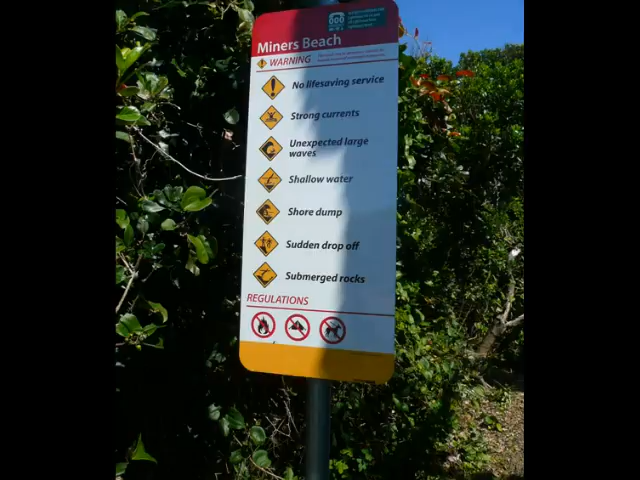 000
Miners Beach
WARNING
No lifesaving service
Strong currents
Unexpected large
waves
Shallow water
Shore dump
Sudden drop off
Submerged rocks
REGULATIONS